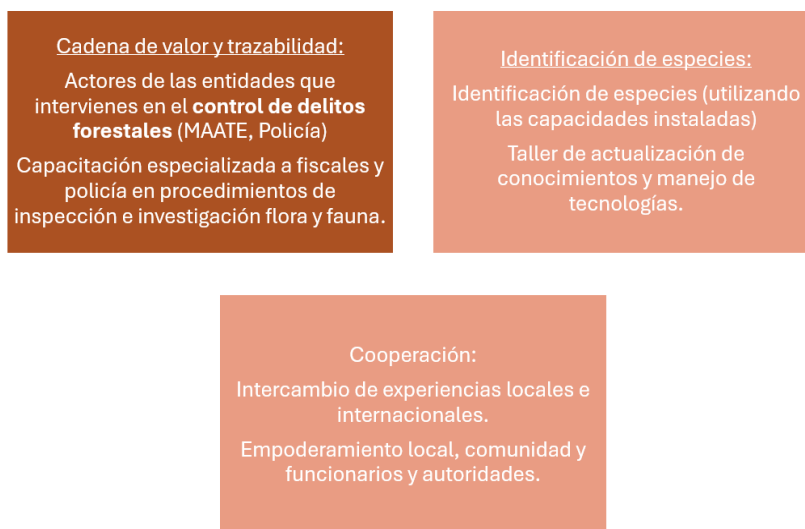 Cadena de valor y trazabilidad:
Actores de las entidades que
intervienes en el control de delitos
forestales (MAATE, Policía)
Capacitación especializada a fiscales y
policía en procedimientos de
inspección e investigación flora y fauna.
Identificación de especies:
Identificación de especies (utilizando
las capacidades instaladas)
Taller de actualización de
conocimientos y manejo de
tecnologías.
Cooperación:
Intercambio de experiencias locales e
internacionales.
Empoderamiento local, comunidad y
funcionarios y autoridades.